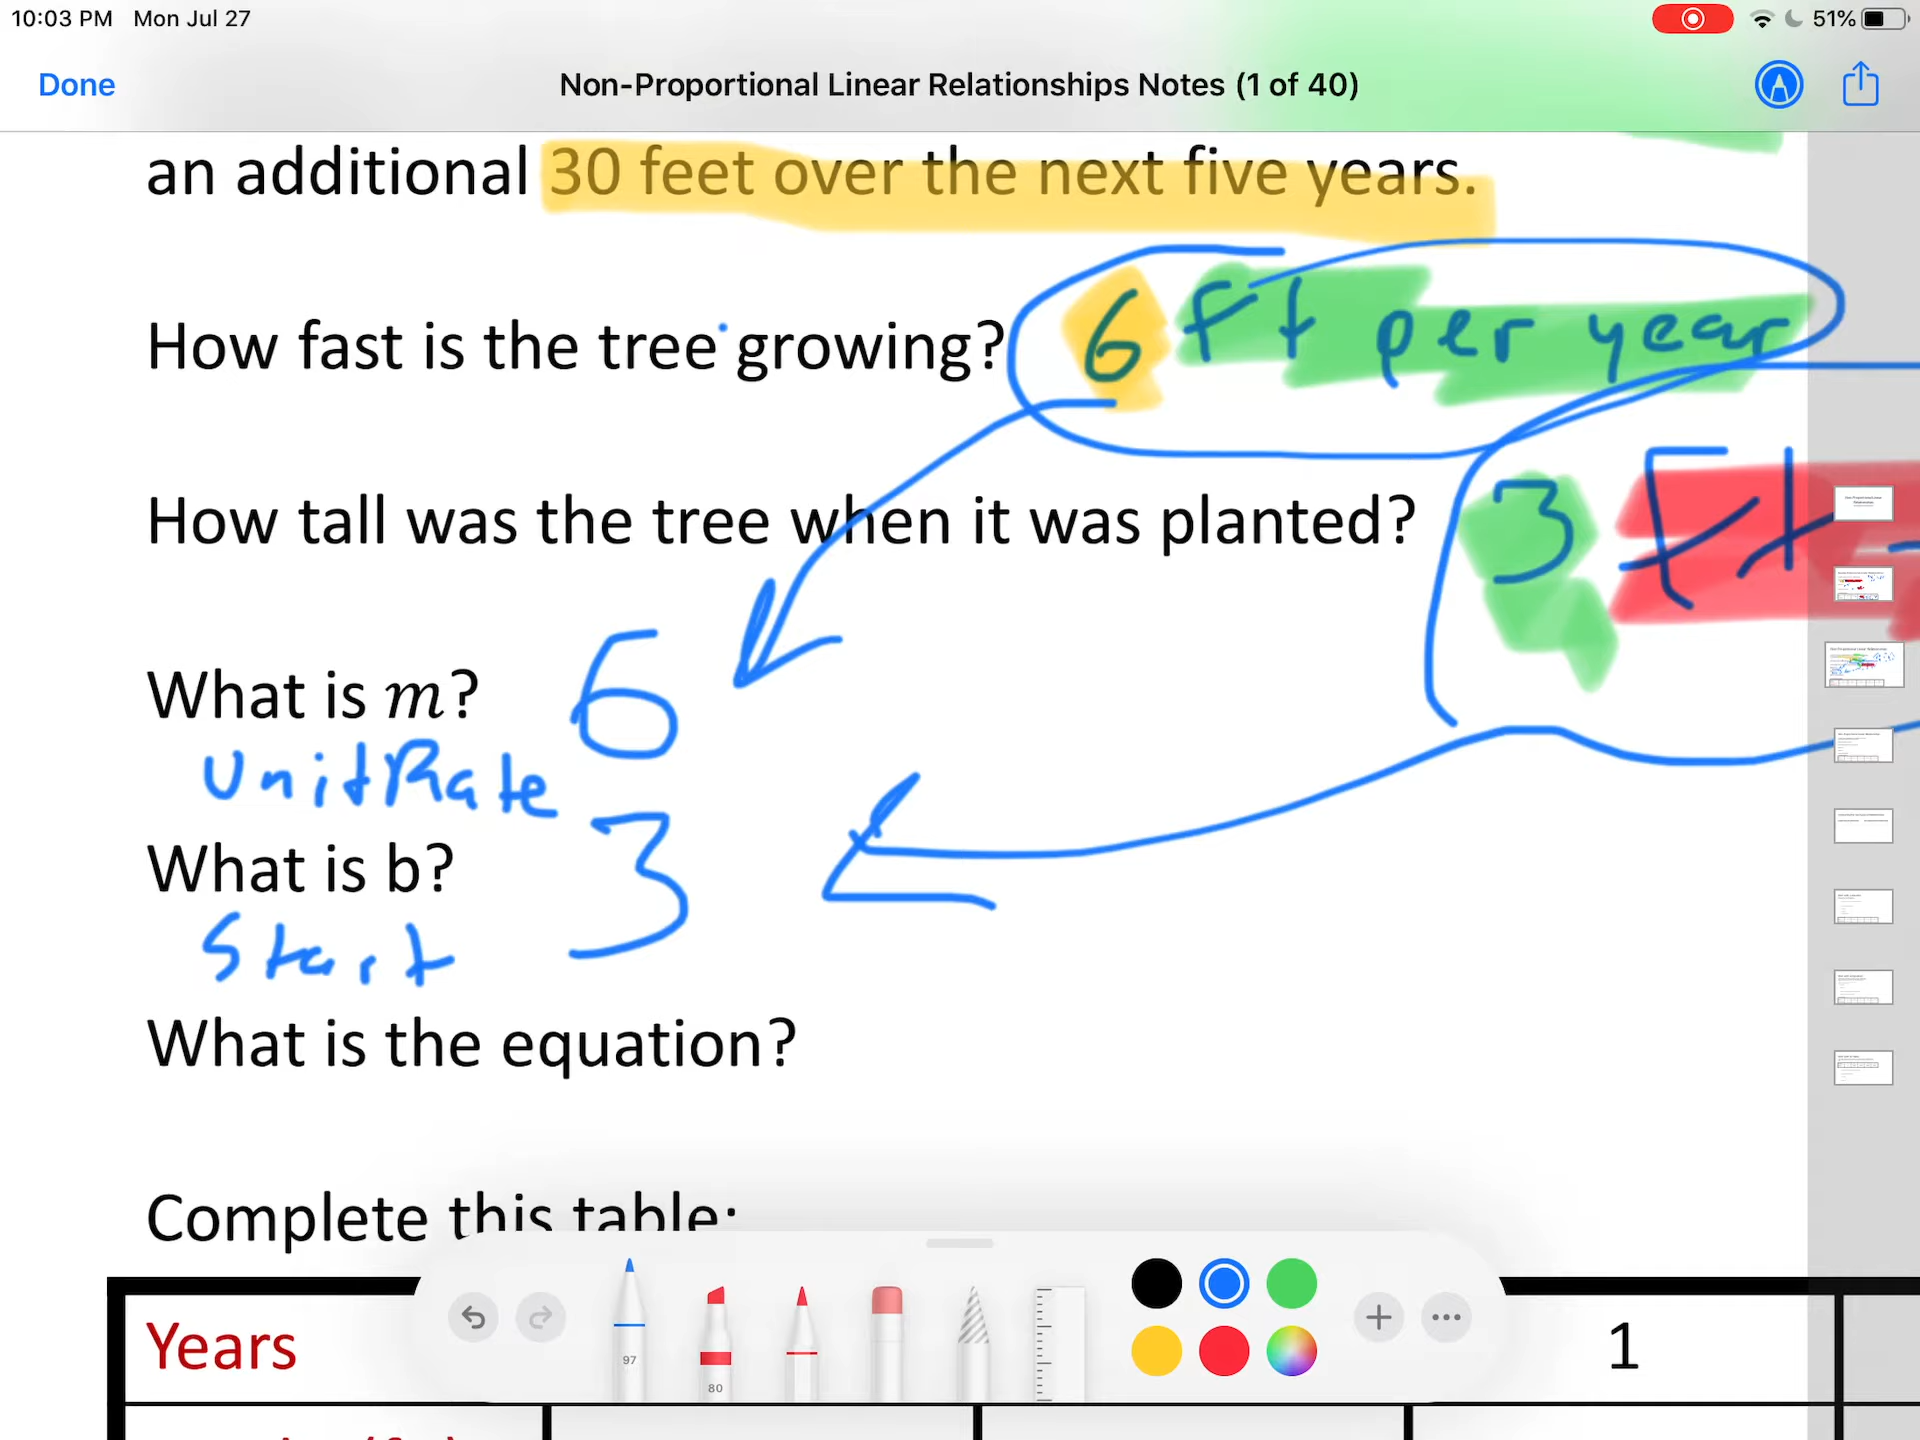 10:03 PM Mon Jul 27
51%
Done
Non-Proportional Linear Relationships Notes (1 of 40)
an additional 30 feet over the next five years.
How fast is the tree growing? 6 ft per year
How tall was the tree when it was planted? 3 Ft
What is m? 6
Unit Rate
What is b? 3
Start
What is the equation?
Complete this table:
97
80
Years
1